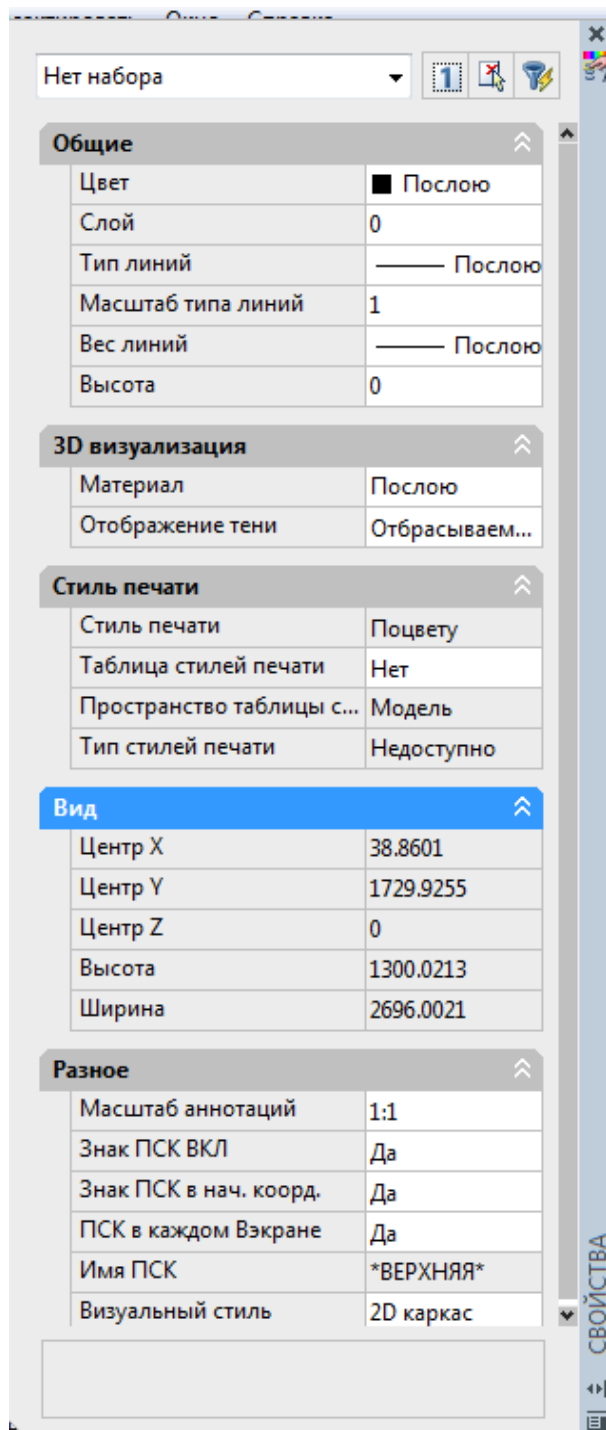 Окно Справка
Нет набора
1
Общие
Цвет Послою
Слой 0
Тип линий Послою
Масштаб типа линий 1
Вес линий Послою
Высота 0
3D визуализация
Материал Послою
Отображение тени Отбрасываем...
Стиль печати
Стиль печати Поцвету
Таблица стилей печати Нет
Пространство таблицы с... Модель
Тип стилей печати Недоступно
Вид
Центр X 38.8601
Центр Y 1729.9255
Центр Z 0
Высота 1300.0213
Ширина 2696.0021
Разное
Масштаб аннотаций 1:1
Знак ПСК ВКЛ Да
Знак ПСК в нач. коорд. Да
ПСК в каждом Вэкране Да
Имя ПСК *ВЕРХНЯЯ*
Визуальный стиль 2D каркас
СВОЙСТВА